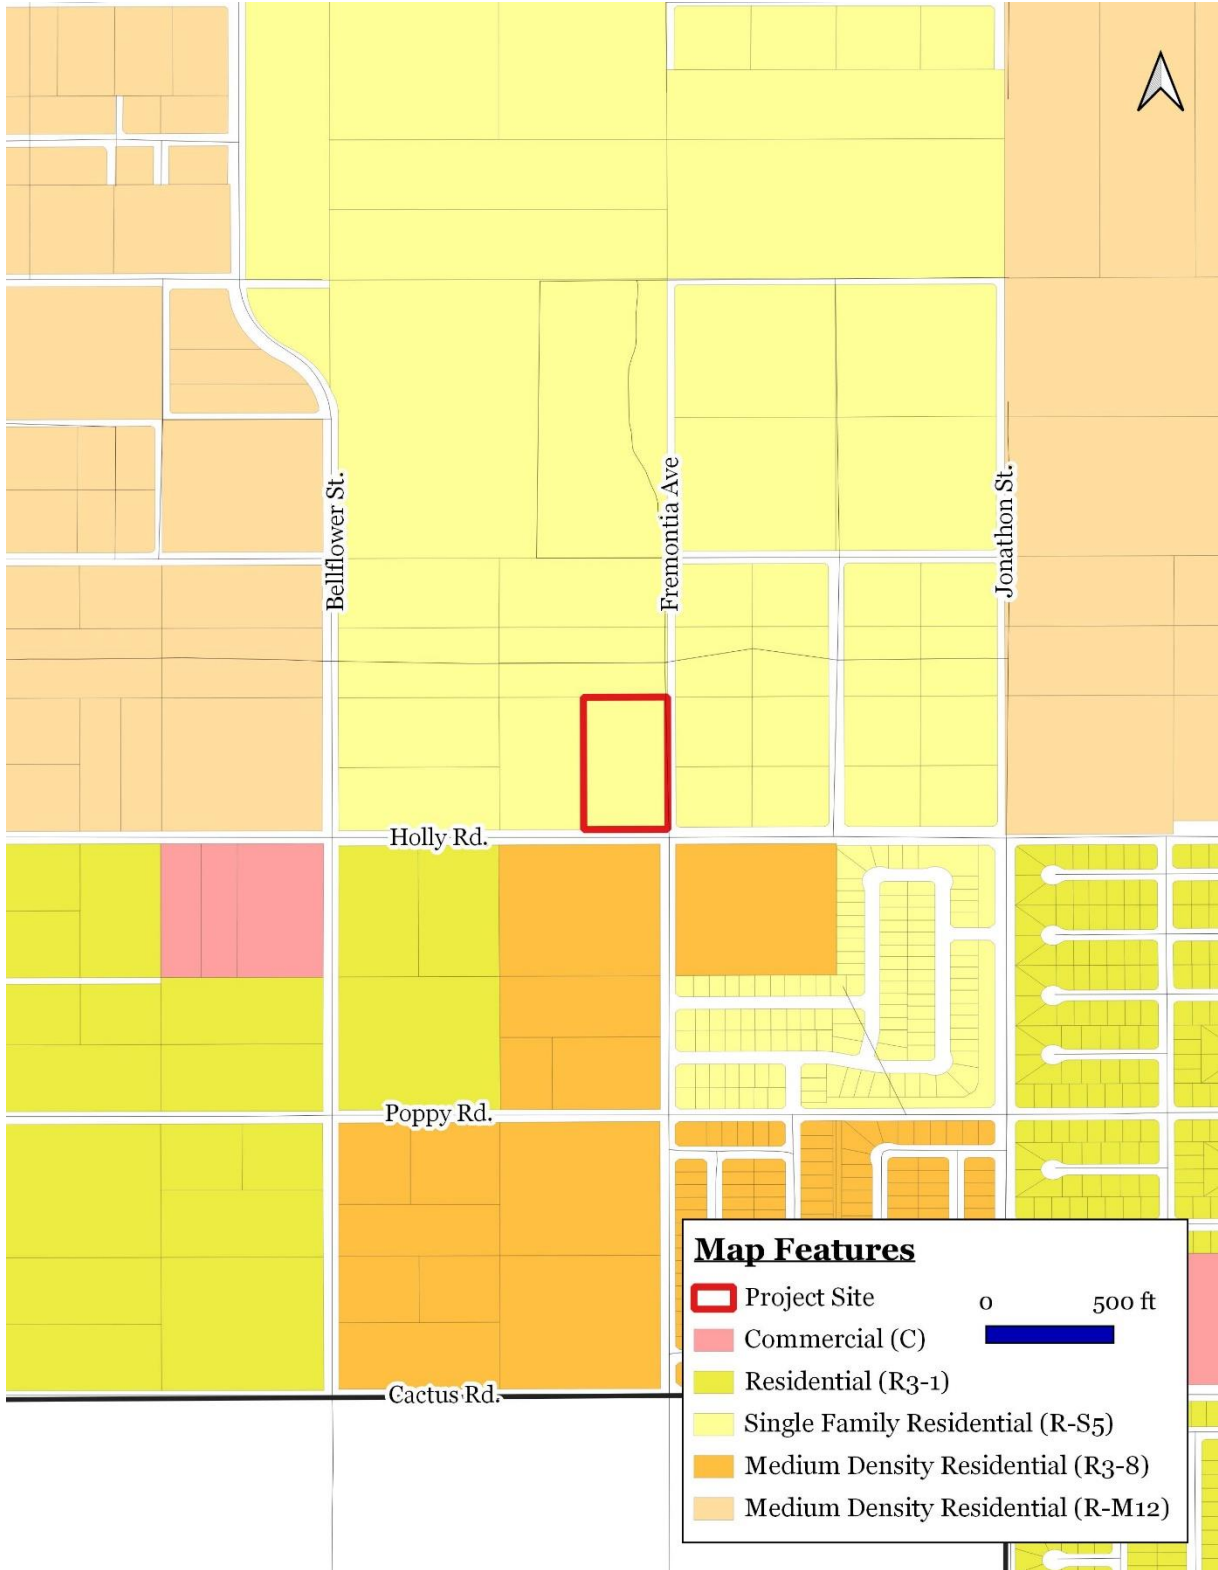 Bellflower St.
Fremontia Ave
Jonathon St.
Holly Rd.
Poppy Rd.
Cactus Rd.
Map Features
Project Site
0 500 ft
Commercial (C)
Residential (R3-1)
Single Family Residential (R-S5)
Medium Density Residential (R3-8)
Medium Density Residential (R-M12)